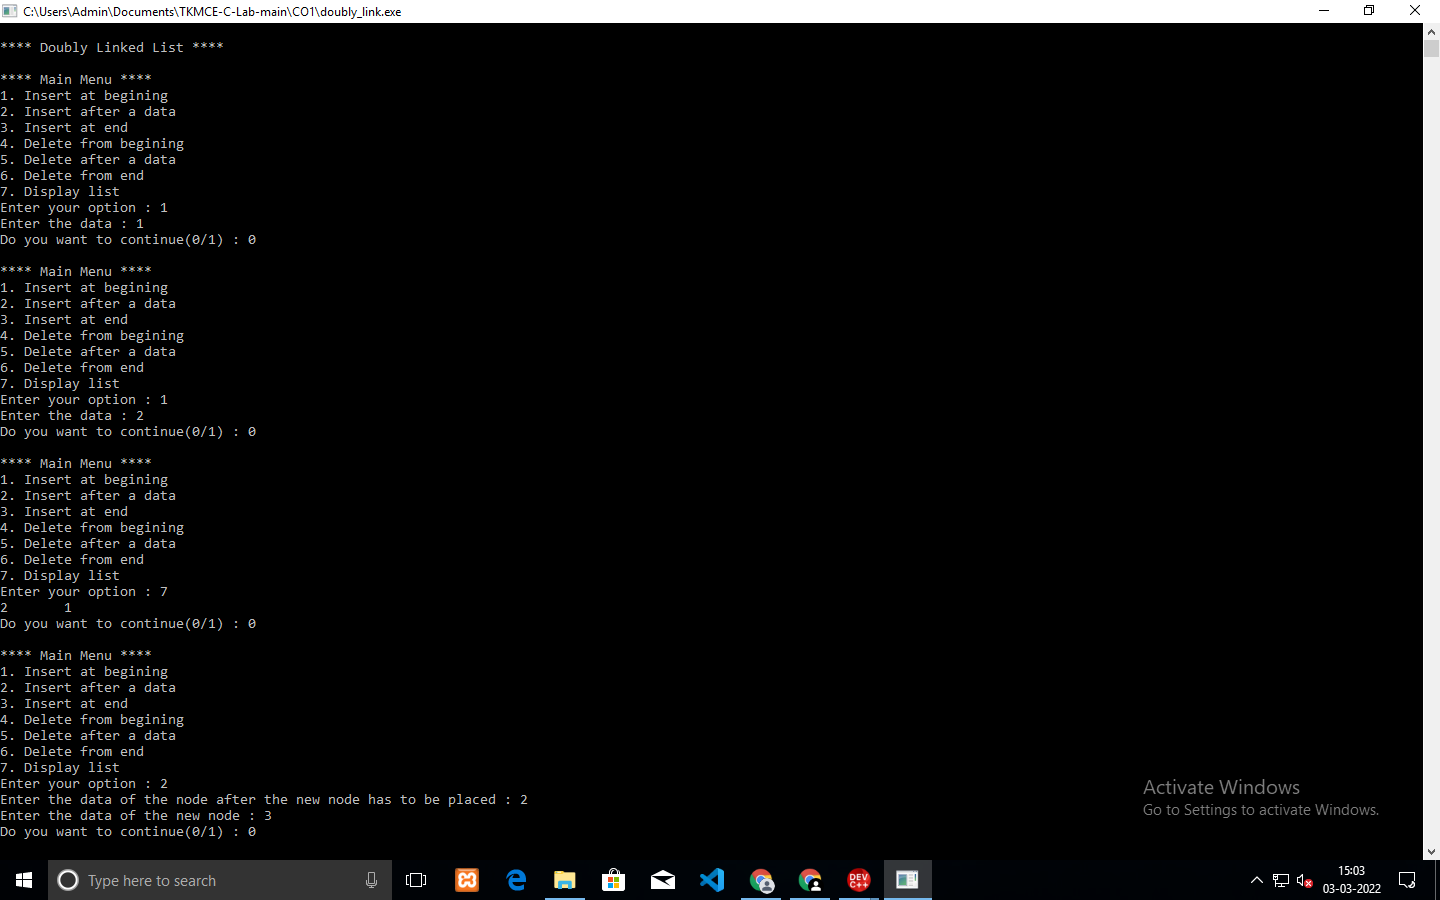 C:\Users\Admin\Documents\TKMCE-C-Lab-main\CO1\doubly_link.exe
**** Doubly Linked List ****
**** Main Menu ****
1. Insert at begining
2. Insert after a data
3. Insert at end
4. Delete from begining
5. Delete after a data
6. Delete from end
7. Display list
Enter your option : 1
Enter the data : 1
Do you want to continue(0/1) : 0
**** Main Menu ****
1. Insert at begining
2. Insert after a data
3. Insert at end
4. Delete from begining
5. Delete after a data
6. Delete from end
7. Display list
Enter your option : 1
Enter the data : 2
Do you want to continue(0/1) : 0
**** Main Menu ****
1. Insert at begining
2. Insert after a data
3. Insert at end
4. Delete from begining
5. Delete after a data
6. Delete from end
7. Display list
Enter your option : 7
2       1
Do you want to continue(0/1) : 0
**** Main Menu ****
1. Insert at begining
2. Insert after a data
3. Insert at end
4. Delete from begining
5. Delete after a data
6. Delete from end
7. Display list
Enter your option : 2
Enter the data of the node after the new node has to be placed : 2
Enter the data of the new node : 3
Do you want to continue(0/1) : 0
Activate Windows
Go to Settings to activate Windows.
Type here to search
DEV
C++
15:03
03-03-2022